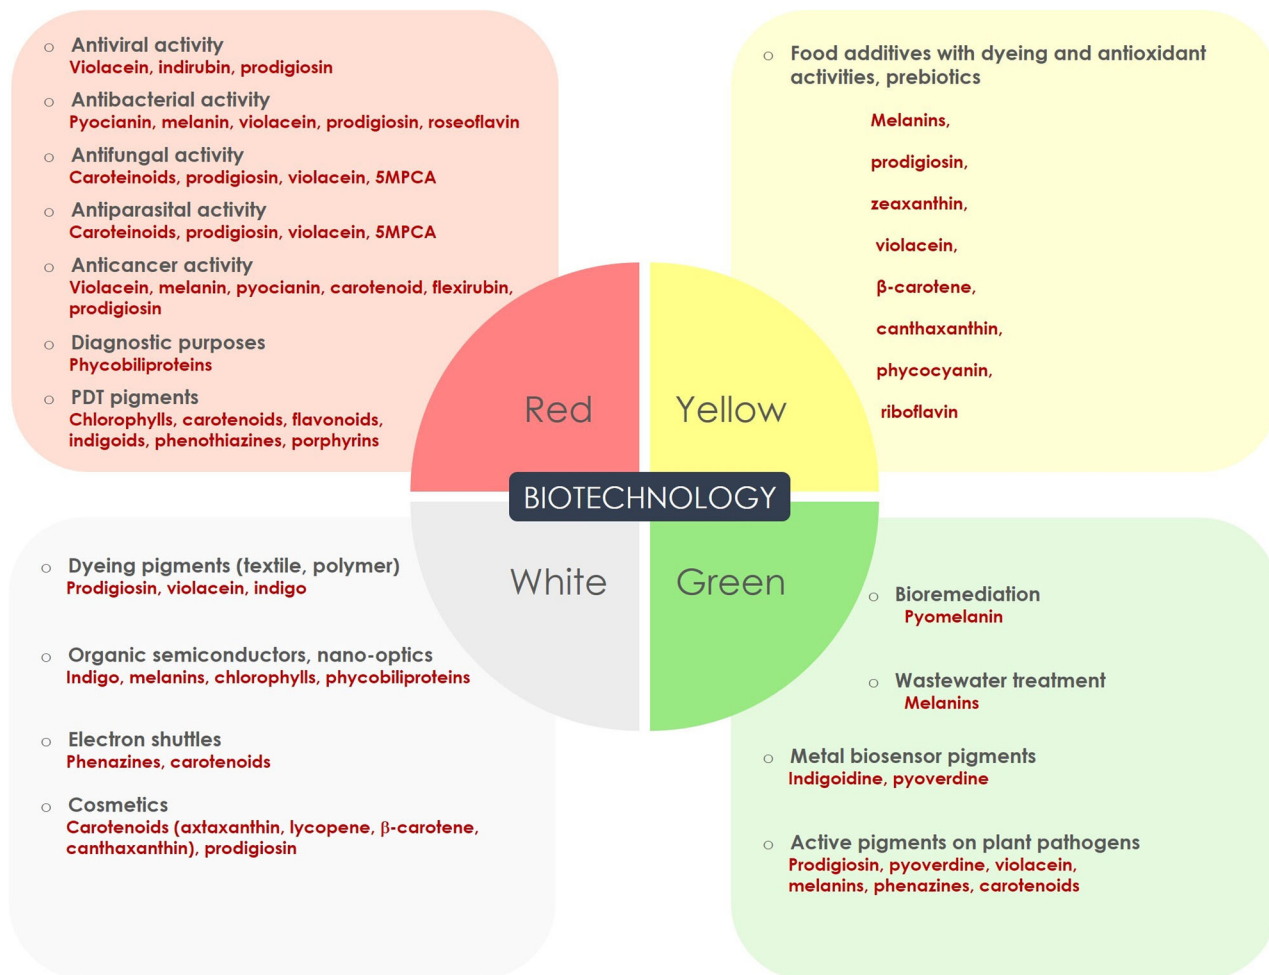 Antiviral activity
Violacein, indirubin, prodigiosin
Antibacterial activity
Pyocianin, melanin, violacein, prodigiosin, roseoflavin
Antifungal activity
Caroteinoids, prodigiosin, violacein, 5MPCA
Antiparasital activity
Caroteinoids, prodigiosin, violacein, 5MPCA
Anticancer activity
Violacein, melanin, pyocianin, carotenoid, flexirubin,
prodigiosin
Diagnostic purposes
Phycobiliproteins
PDT pigments
Chlorophylls, carotenoids, flavonoids,
indigoids, phenothiazines, porphyrins
Food additives with dyeing and antioxidant
activities, prebiotics
Melanins,
prodigiosin,
zeaxanthin,
violacein,
β-carotene,
canthaxanthin,
phycocyanin,
riboflavin
Red
Yellow
BIOTECHNOLOGY
White
Green
Dyeing pigments (textile, polymer)
Prodigiosin, violacein, indigo
Organic semiconductors, nano-optics
Indigo, melanins, chlorophylls, phycobiliproteins
Electron shuttles
Phenazines, carotenoids
Cosmetics
Carotenoids (axtaxanthin, lycopene, β-carotene,
canthaxanthin), prodigiosin
Bioremediation
Pyomelanin
Wastewater treatment
Melanins
Metal biosensor pigments
Indigoidine, pyoverdine
Active pigments on plant pathogens
Prodigiosin, pyoverdine, violacein,
melanins, phenazines, carotenoids